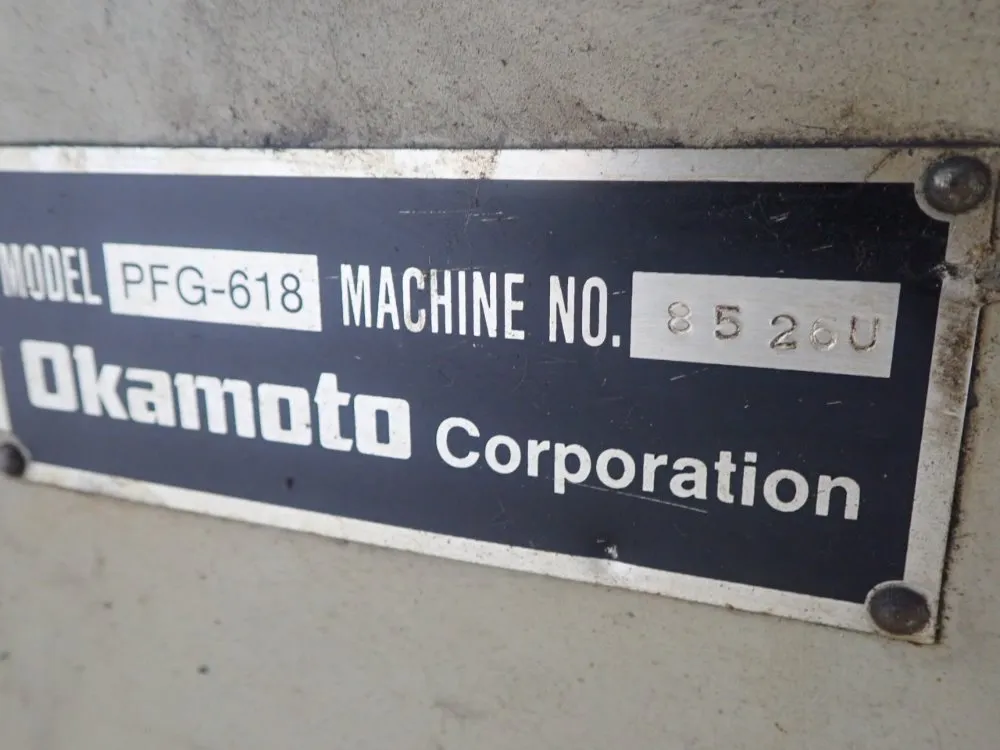 MODEL PFG-618 MACHINE NO. 8526U
Okamoto Corporation